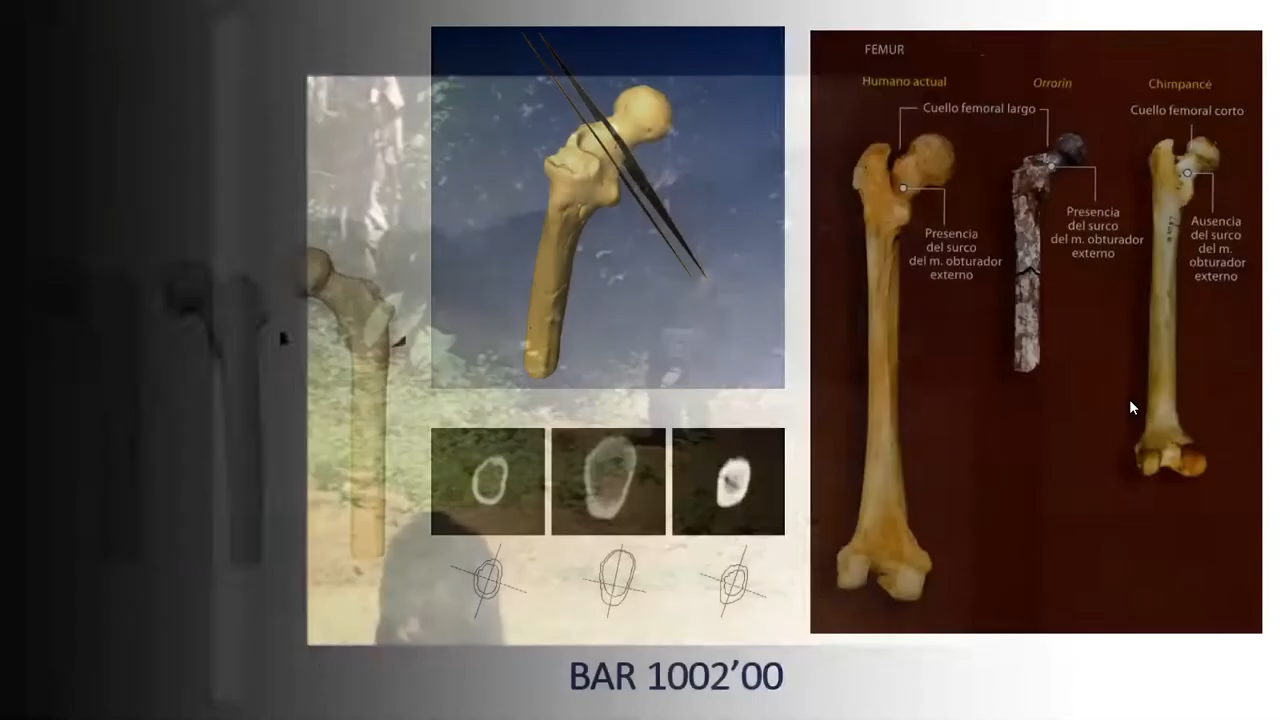 FEMUR
Humano actual
Orrorin
Chimpancé
Cuello femoral largo
Cuello femoral corto
Presencia
del surco
del m. obturador
externo
Presencia
del surco
del m. obturador
externo
Ausencia
del surco
del m.
obturador
externo
BAR 1002’00